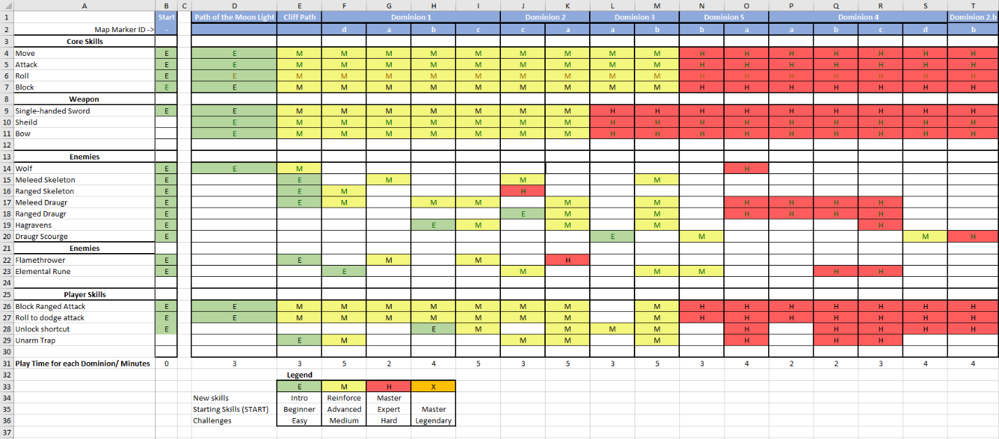 A B C D E F G H I J K L M N O P Q R S T
1 Start Path of the Moon Light Cliff Path Dominion 1 Dominion 2 Dominion 3 Dominion 5 Dominion 4 Dominion 2.b
2 Map Marker ID -> - d a b c c a a b b a a b c d b
3 Core Skills
4 Move E E M M M M M M M M M H H H H H H H
5 Attack E E M M M M M M M M M H H H H H H H
6 Roll E E M M M M M M M M M H H H H H H H
7 Block E E M M M M M M M M M H H H H H H H
8 Weapon
9 Single-handed Sword E E M M M M M M M H H H H H H H H H
10 Sheild E M M M M M M M H H H H H H H H H
11 Bow E M M M M M M M H H H H H H H H H
12
13 Enemies
14 Wolf E E M H
15 Meleed Skeleton E E M M M
16 Ranged Skeleton E E M H
17 Meleed Draugr E E M M M M M H H H H
18 Ranged Draugr E E M M H H H H
19 Hagravens E E M M M H
20 Draugr Scourge E E M M H
21 Enemies
22 Flamethrower E E M M H
23 Elemental Rune E E M M M H H
24
25 Player Skills
26 Block Ranged Attack E E M M M M M M M M H H H H H H H
27 Roll to dodge attack E E M M M M M M M M H H H H H H H
28 Unlock shortcut E E M M M M H H H H H
29 Unarm Trap E M M M M H H H
30
31 Play Time for each Dominion/ Minutes 0 3 3 5 2 4 5 3 5 3 5 3 4 2 2 3 4 4
32 Legend
33 E M H X
34 New skills Intro Reinforce Master
35 Starting Skills (START) Beginner Advanced Expert Master
36 Challenges Easy Medium Hard Legendary
37